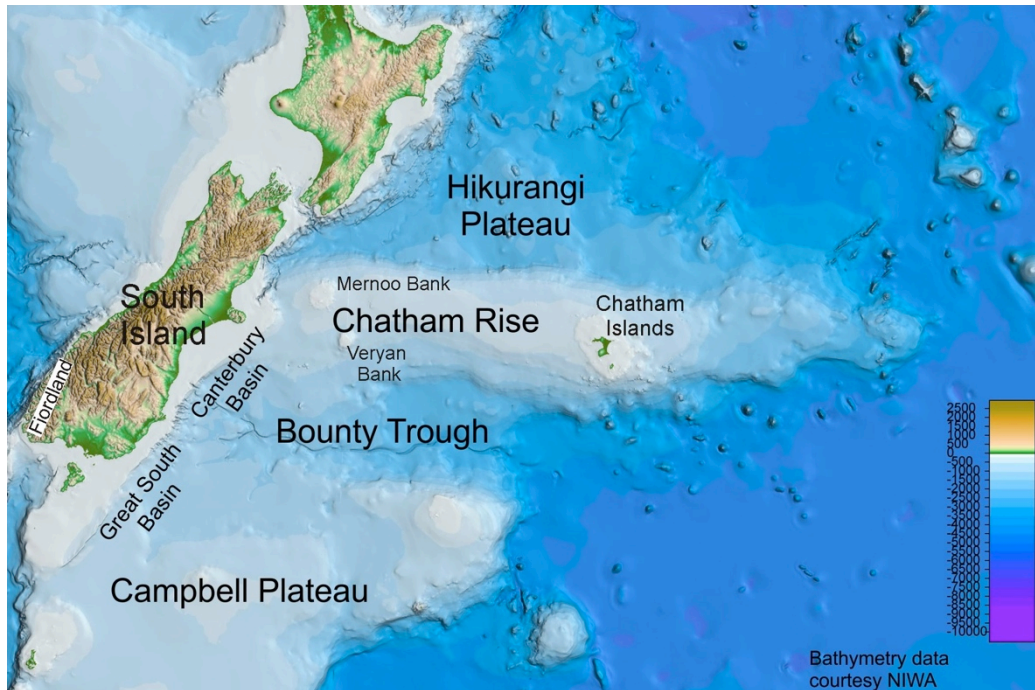 Hikurangi
Plateau
Mernoo Bank
Chatham Rise
Chatham
Islands
South
Island
Veryan
Bank
Canterbury
Basin
Fiordland
Bounty Trough
Great South
Basin
Campbell Plateau
2500
2000
1500
1000
500
0
-500
-1000
-1500
-2000
-2500
-3000
-3500
-4000
-4500
-5000
-5500
-6000
-6500
-7000
-7500
-8000
-8500
-9000
-9500
-10000
Bathymetry data
courtesy NIWA